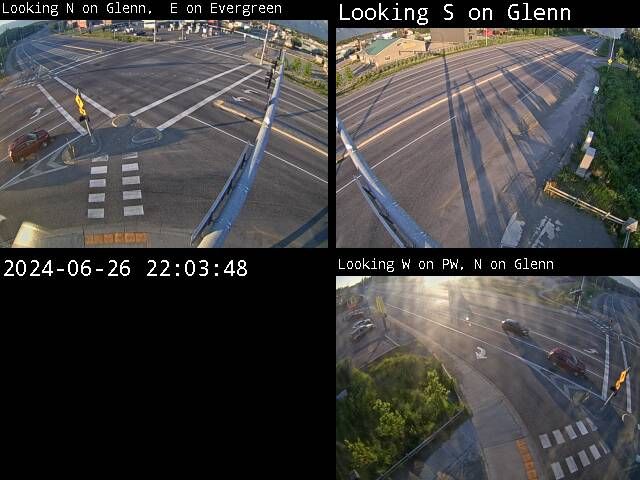 Looking N on Glenn, E on Evergreen
Looking S on Glenn
2024-06-26 22:03:48
Looking W on PW, N on Glenn